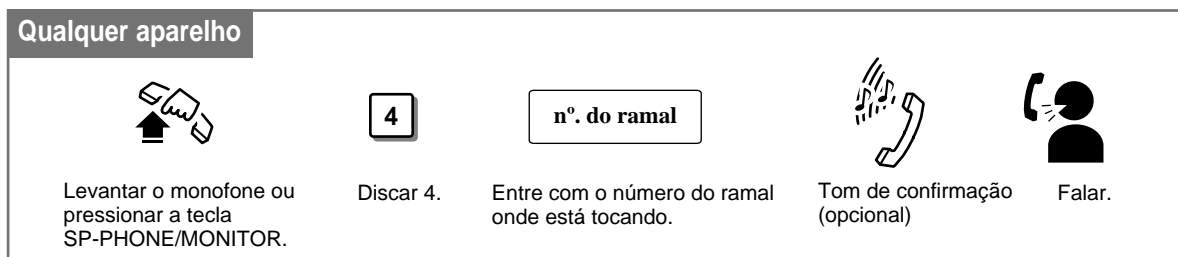 Qualquer aparelho
4
nº. do ramal
Levantar o monofone ou
pressionar a tecla
SP-PHONE/MONITOR.
Discar 4.
Entre com o número do ramal
onde está tocando.
Tom de confirmação
(opcional)
Falar.